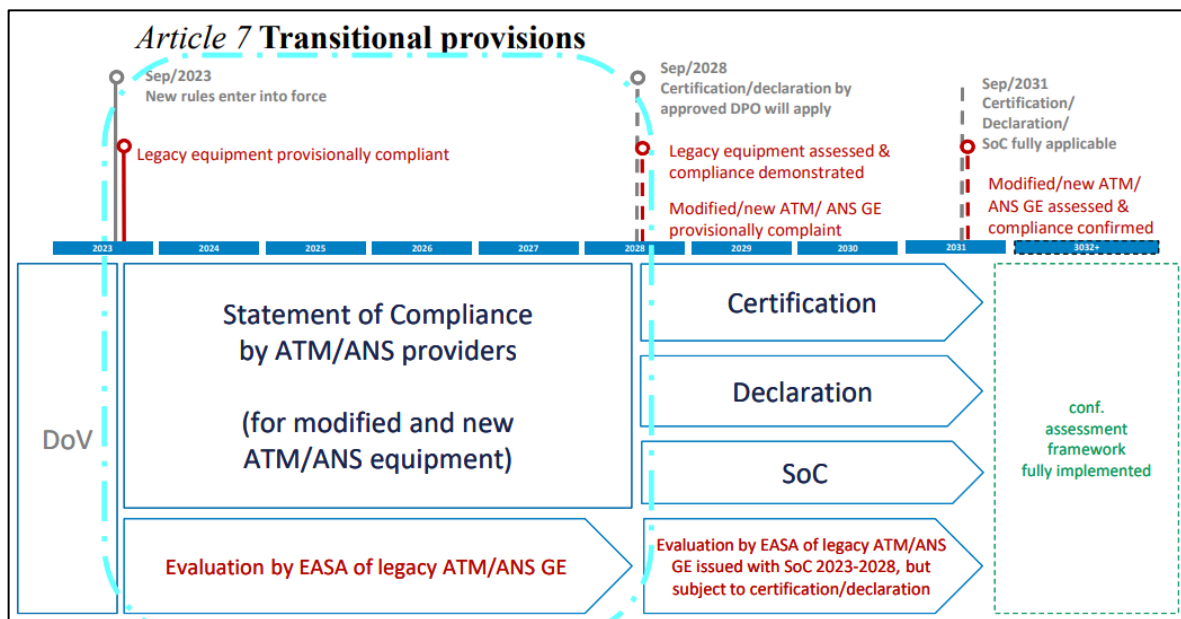 Article 7 Transitional provisions
Sep/2023
New rules enter into force
Legacy equipment provisionally compliant
Sep/2028
Certification/declaration by
approved DPO will apply
Legacy equipment assessed &
compliance demonstrated
Modified/new ATM/ ANS GE
provisionally complaint
Sep/2031
Certification/
Declaration/
SoC fully applicable
Modified/new ATM/
ANS GE assessed &
compliance confirmed
2023
2024
2025
2026
2027
2028
2029
2030
2031
3032+
DoV
Statement of Compliance
by ATM/ANS providers
(for modified and new
ATM/ANS equipment)
Evaluation by EASA of legacy ATM/ANS GE
Certification
Declaration
SoC
Evaluation by EASA of legacy ATM/ANS
GE issued with SoC 2023-2028, but
subject to certification/declaration
conf.
assessment
framework
fully implemented